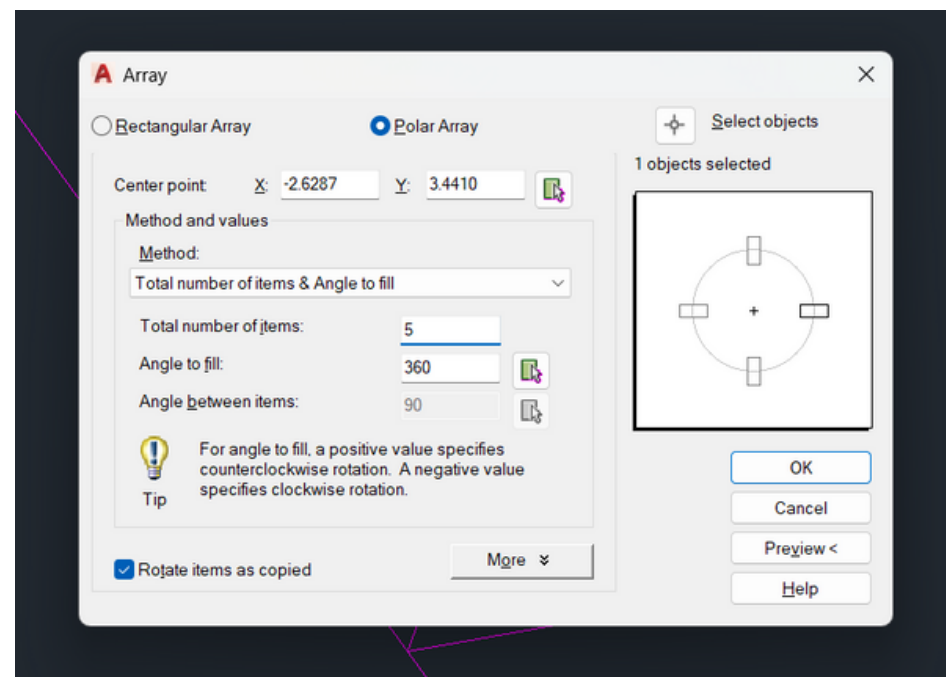 Array
Rectangular Array
Polar Array
Select objects
1 objects selected
Center point: X: -2.6287 Y: 3.4410
Method and values
Method:
Total number of items & Angle to fill
Total number of items: 5
Angle to fill: 360
Angle between items: 90
For angle to fill, a positive value specifies
counterclockwise rotation. A negative value
specifies clockwise rotation.
Tip
Rotate items as copied
More
OK
Cancel
Preview <
Help